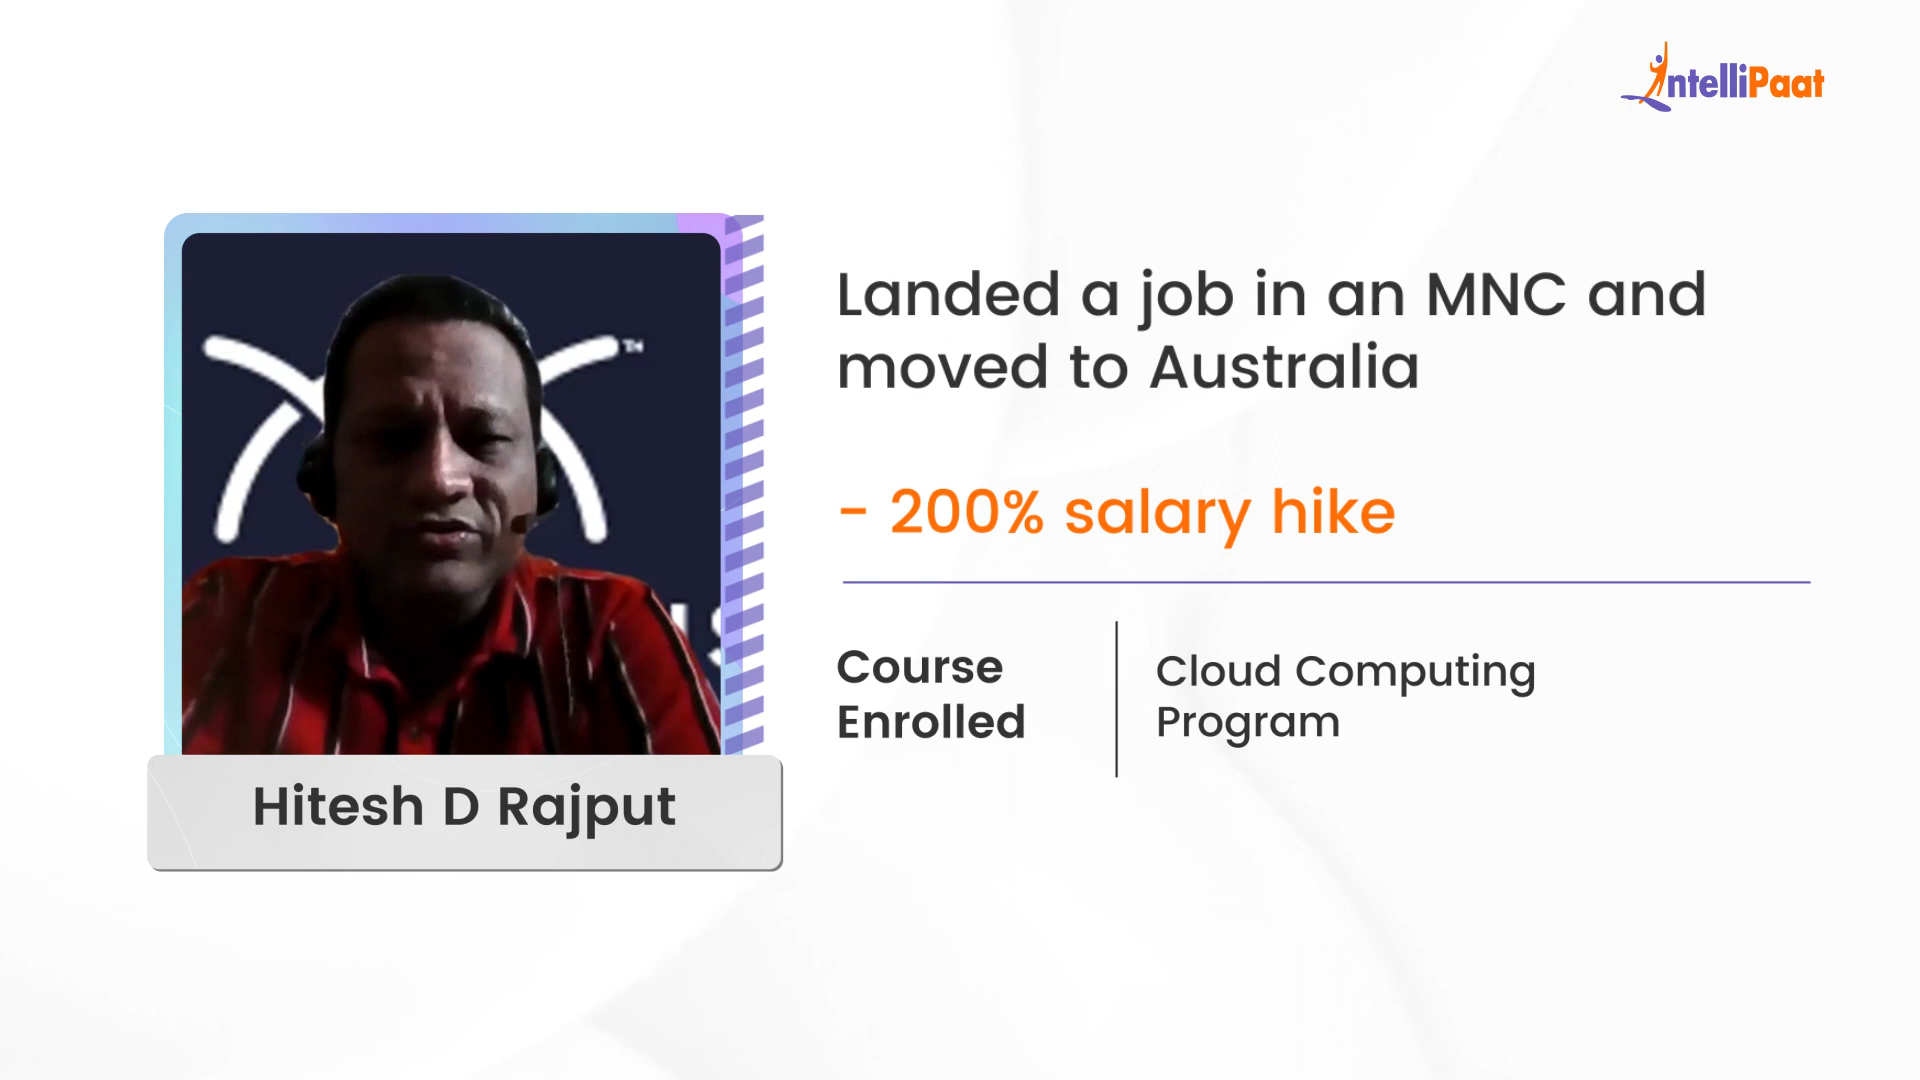 IntelliPaat
TM
Landed a job in an MNC and
moved to Australia
- 200% salary hike
Course
Enrolled
Cloud Computing
Program
Hitesh D Rajput